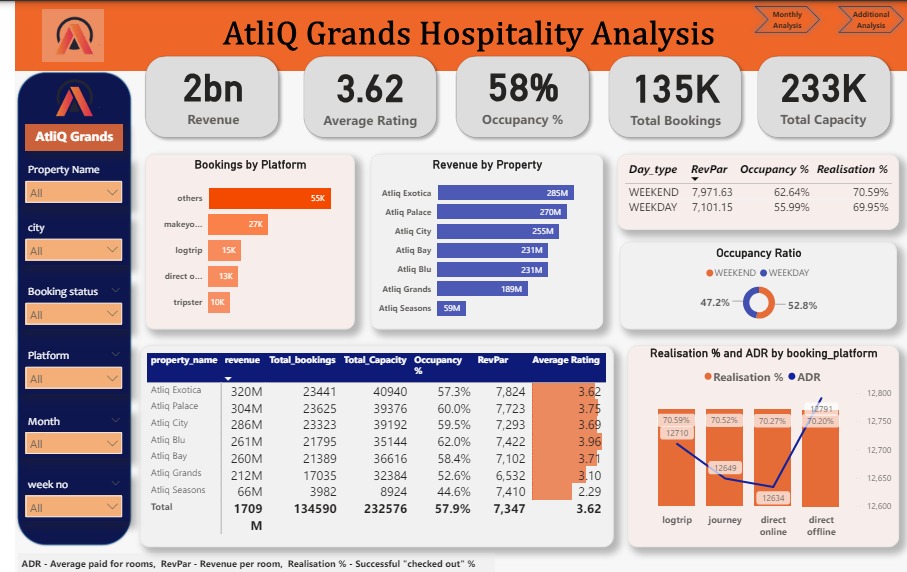 AtliQ Grands Hospitality Analysis
Monthly Analysis
Additional Analysis
AtliQ Grands
Property Name
All
city
All
Booking status
All
Platform
All
Month
All
week no
All
2bn
Revenue
3.62
Average Rating
58%
Occupancy %
135K
Total Bookings
233K
Total Capacity
Bookings by Platform
others 55K
makeyo... 27K
logtrip 15K
direct o... 13K
tripster 10K
Revenue by Property
Atliq Exotica 285M
Atliq Palace 270M
Atliq City 255M
Atliq Bay 231M
Atliq Blu 231M
Atliq Grands 189M
Atliq Seasons 59M
Day_type RevPar Occupancy % Realisation %
WEEKEND 7,971.63 62.64% 70.59%
WEEKDAY 7,101.15 55.99% 69.95%
Occupancy Ratio
WEEKEND WEEKDAY
47.2% 52.8%
property_name revenue Total_bookings Total_Capacity Occupancy % RevPar Average Rating
Atliq Exotica 320M 23441 40940 57.3% 7,824 3.62
Atliq Palace 304M 23625 39376 60.0% 7,723 3.75
Atliq City 286M 23323 39192 59.5% 7,293 3.69
Atliq Blu 261M 21795 35144 62.0% 7,422 3.96
Atliq Bay 260M 21389 36616 58.4% 7,102 3.71
Atliq Grands 212M 17035 32384 52.6% 6,532 3.10
Atliq Seasons 66M 3982 8924 44.6% 7,410 2.29
Total 1709M 134590 232576 57.9% 7,347 3.62
Realisation % and ADR by booking_platform
Realisation % ADR
12,800
12,750
12,700
12,650
12,600
70.59% 70.52% 70.27% 70.20%
12710 12649 12634 12791
logtrip journey direct online direct offline
ADR - Average paid for rooms, RevPar - Revenue per room, Realisation % - Successful "checked out" %